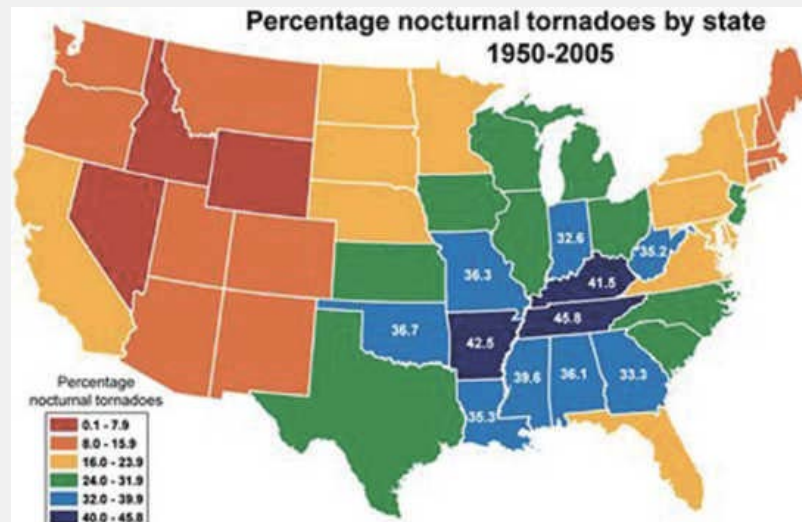 Percentage nocturnal tornadoes by state
1950-2005
32.6
35.2
36.3
41.5
45.8
36.7
42.5
39.6
36.1
33.3
35.3
Percentage
nocturnal tornadoes
0.1 - 7.9
8.0 - 15.9
16.0 - 23.9
24.0 - 31.9
32.0 - 39.9
40.0 - 45.8